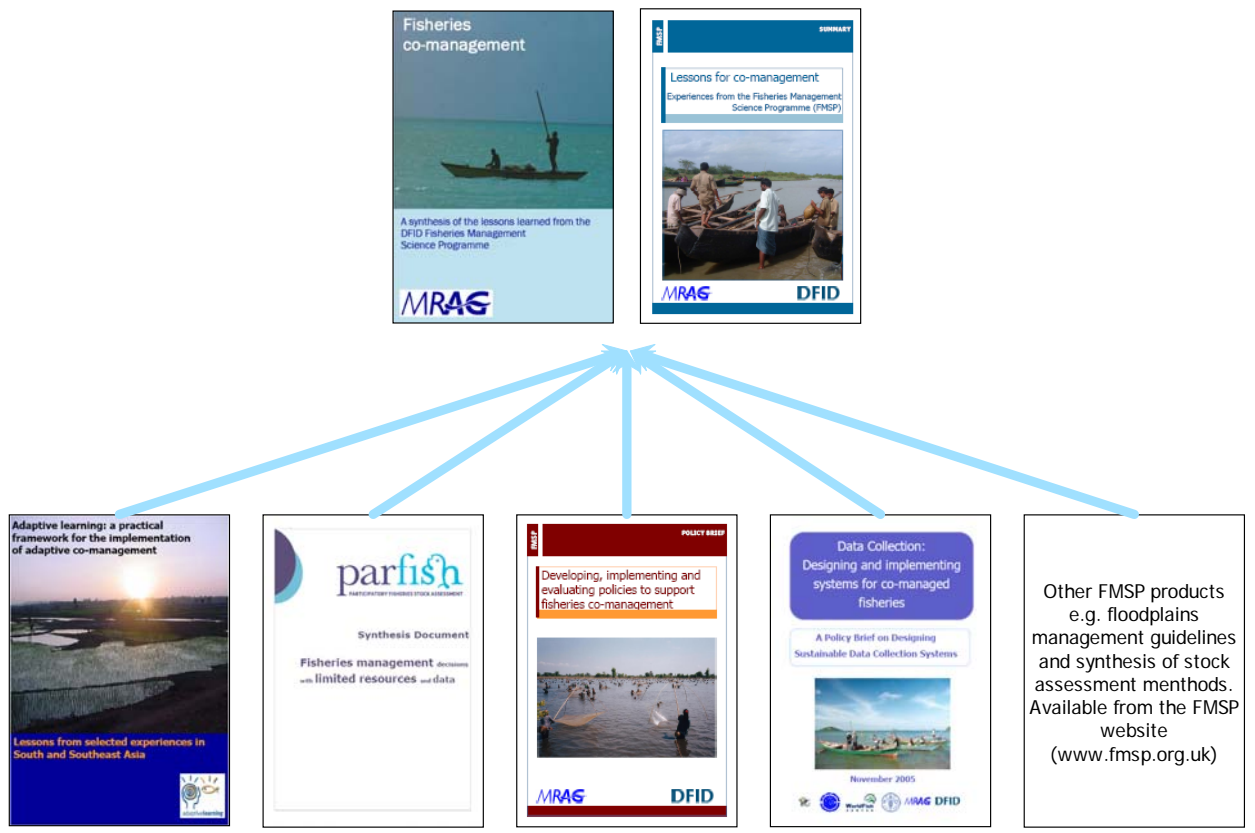 Fisheries
co-management
A synthesis of the lessons learned from the
DFID Fisheries Management
Science Programme
MRAG
FMSP
SUMMARY
Lessons for co-management
Experiences from the Fisheries Management
Science Programme (FMSP)
MRAG
DFID
Adaptive learning: a practical
framework for the implementation
of adaptive co-management
Lessons from selected experiences in
South and Southeast Asia
adaptivelearning
parfish
PARTICIPATORY FISHERIES STOCK ASSESSMENT
Synthesis Document
Fisheries management decisions
with limited resources and data
FMSP
POLICY BRIEF
Developing, implementing and
evaluating policies to support
fisheries co-management
MRAG
DFID
Data Collection:
Designing and implementing
systems for co-managed
fisheries
A Policy Brief on Designing
Sustainable Data Collection Systems
November 2005
WorldFish
CENTER
MRAG DFID
Other FMSP products
e.g. floodplains
management guidelines
and synthesis of stock
assessment menthods.
Available from the FMSP
website
(www.fmsp.org.uk)